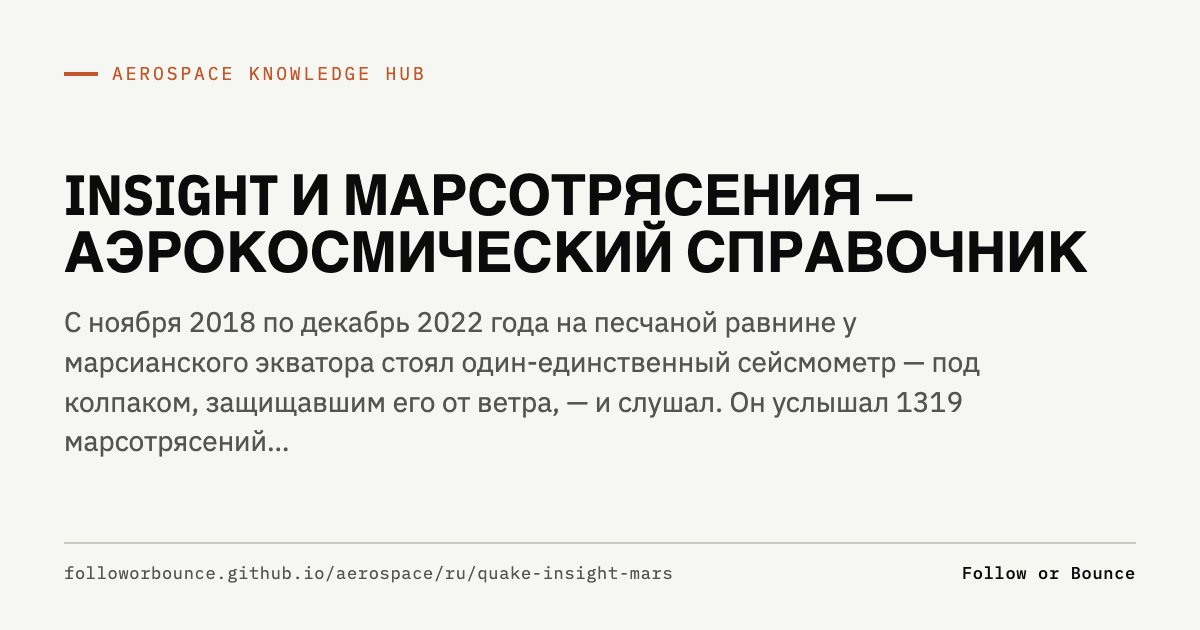 AEROSPACE KNOWLEDGE HUB
INSIGHT И МАРСОТРЯСЕНИЯ —
АЭРОКОСМИЧЕСКИЙ СПРАВОЧНИК
С ноября 2018 по декабрь 2022 года на песчаной равнине у
марсианского экватора стоял один-единственный сейсмометр — под
колпаком, защищавшим его от ветра, — и слушал. Он услышал 1319
марсотрясений…
followorbounce.github.io/aerospace/ru/quake-insight-mars
Follow or Bounce